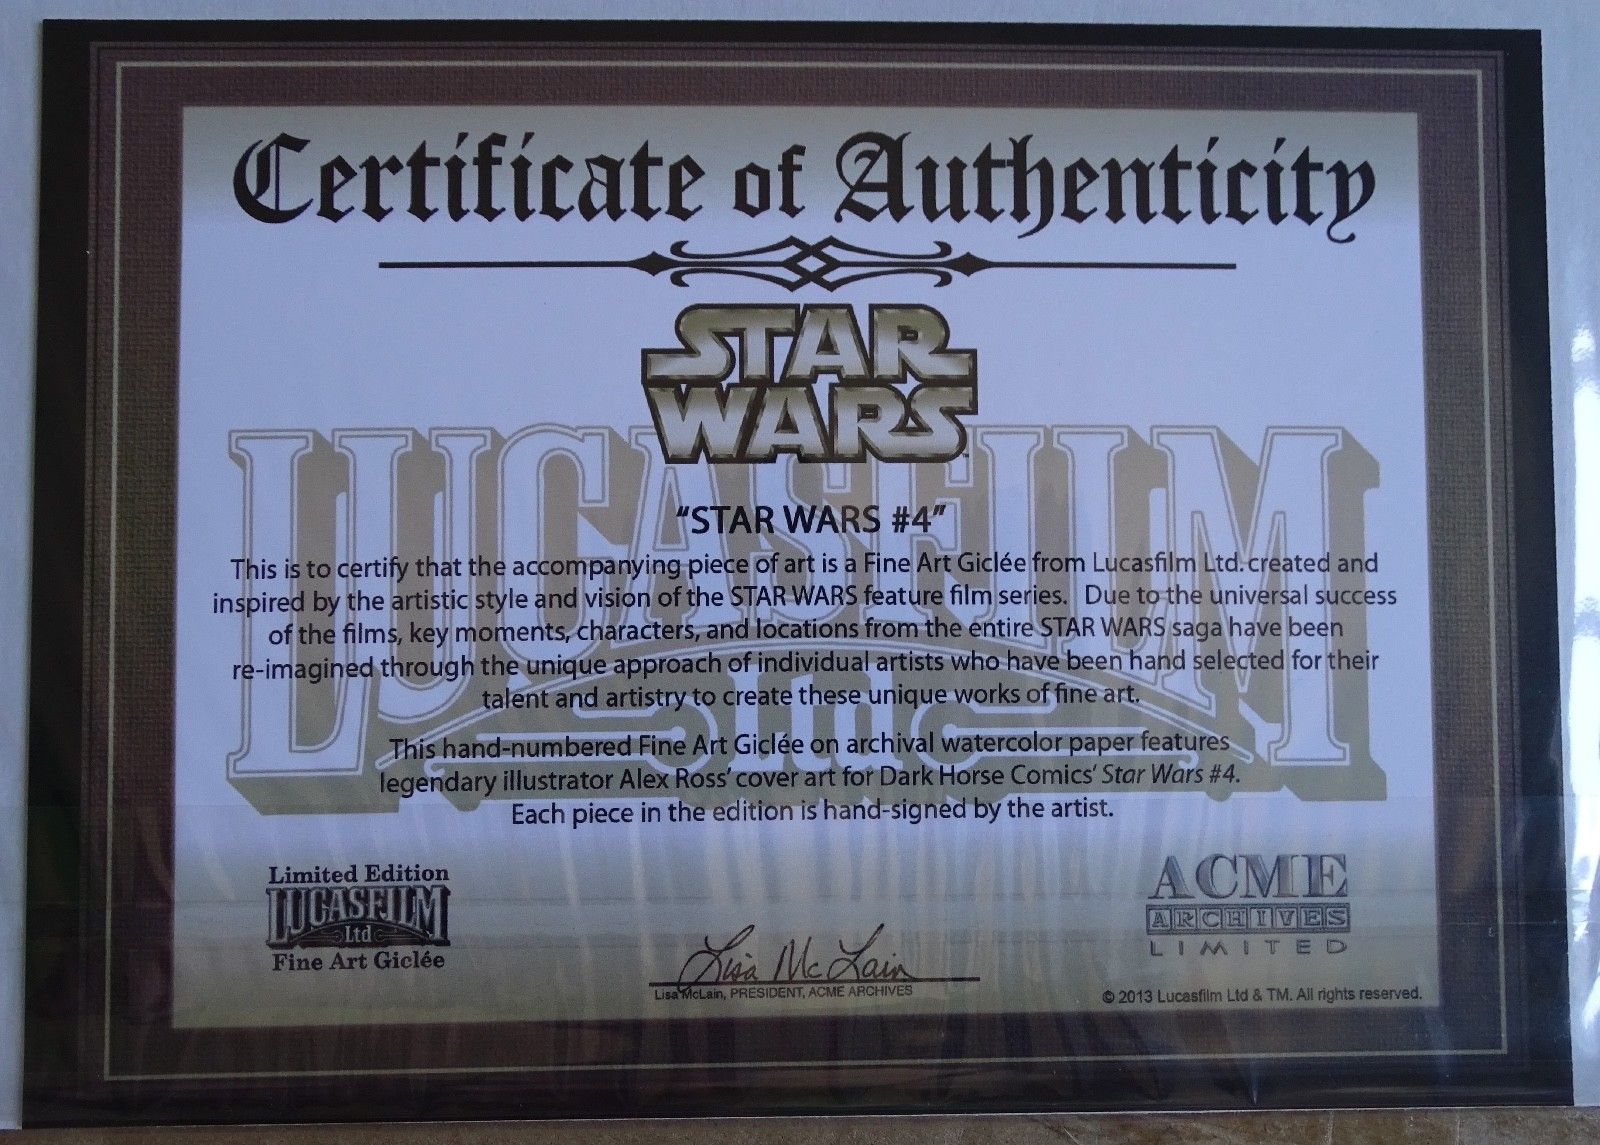 Certificate of Authenticity
STAR
WARS
LUCASFILM
Ltd
"STAR WARS #4"
This is to certify that the accompanying piece of art is a Fine Art Giclée from Lucasfilm Ltd. created and
inspired by the artistic style and vision of the STAR WARS feature film series. Due to the universal success
of the films, key moments, characters, and locations from the entire STAR WARS saga have been
re-imagined through the unique approach of individual artists who have been hand selected for their
talent and artistry to create these unique works of fine art.
This hand-numbered Fine Art Giclée on archival watercolor paper features
legendary illustrator Alex Ross' cover art for Dark Horse Comics' Star Wars #4.
Each piece in the edition is hand-signed by the artist.
Limited Edition
LUCASFILM
Ltd
Fine Art Giclée
Lisa McLain
Lisa McLain, PRESIDENT, ACME ARCHIVES
ACME
ARCHIVES
LIMITED
© 2013 Lucasfilm Ltd & TM. All rights reserved.